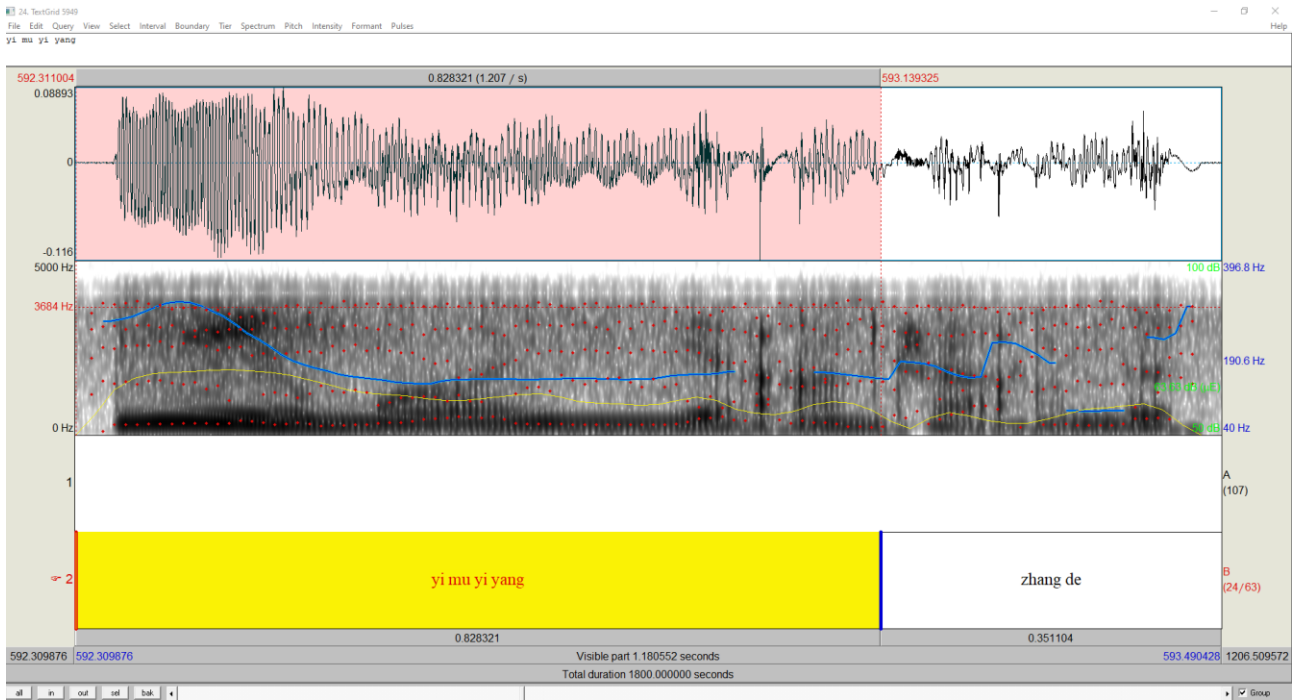 24. TextGrid 5949
File Edit Query View Select Interval Boundary Tier Spectrum Pitch Intensity Formant Pulses Help
yi mu yi yang
592.311004 0.828321 (1.207 / s) 593.139325
0.08893
0
-0.116
5000 Hz 100 dB 396.8 Hz
3684 Hz
190.6 Hz
0 Hz 50 dB 40 Hz
1 A
(107)
2 yi mu yi yang zhang de B
(24/63)
0.828321 0.351104
592.309876 592.309876 Visible part 1.180552 seconds 593.490428 1206.509572
Total duration 1800.000000 seconds
all in out sel bak Group